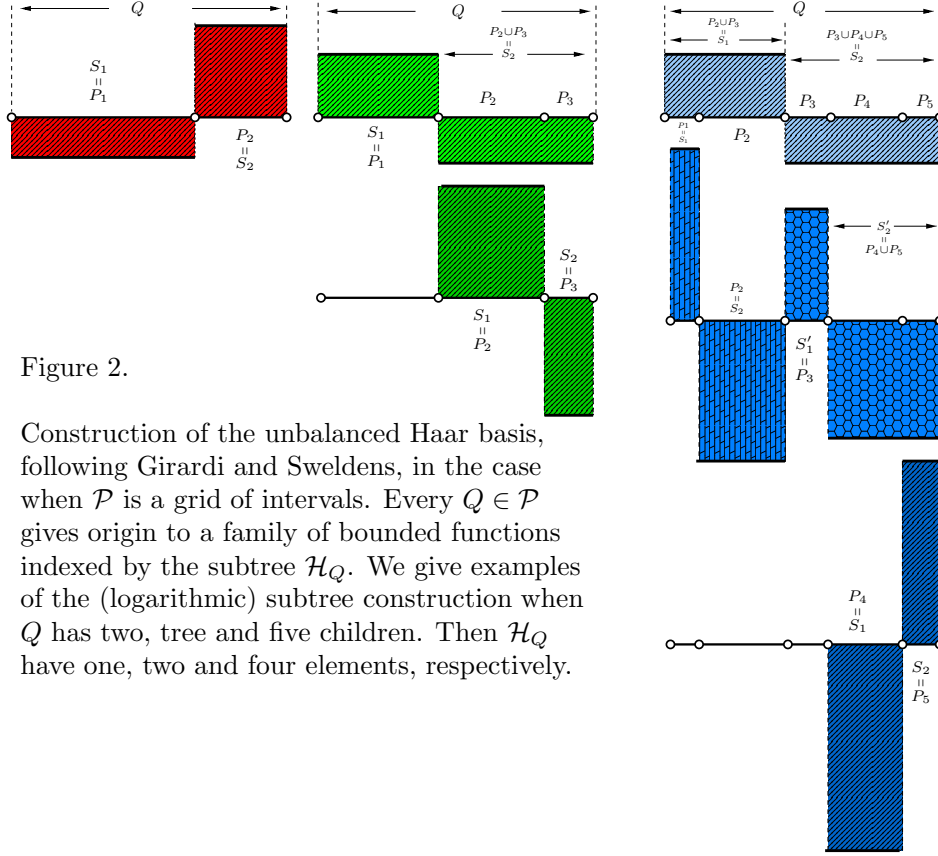 Q
S₁
=
P₁
P₂
=
S₂
Q
P₂∪P₃
=
S₂
P₂
P₃
S₁
=
P₁
S₂
=
P₃
S₁
=
P₂
Q
P₂∪P₃
=
S₁
P₃∪P₄∪P₅
=
S₂
P₃
P₄
P₅
P1
=
S₁
P₂
S′₂
=
P₄∪P₅
P₂
=
S₂
S′₁
=
P₃
P₄
=
S₁
S₂
=
P₅
Figure 2.
Construction of the unbalanced Haar basis,
following Girardi and Sweldens, in the case
when 𝒫 is a grid of intervals. Every Q ∈ 𝒫
gives origin to a family of bounded functions
indexed by the subtree ℋ_Q. We give examples
of the (logarithmic) subtree construction when
Q has two, tree and five children. Then ℋ_Q
have one, two and four elements, respectively.